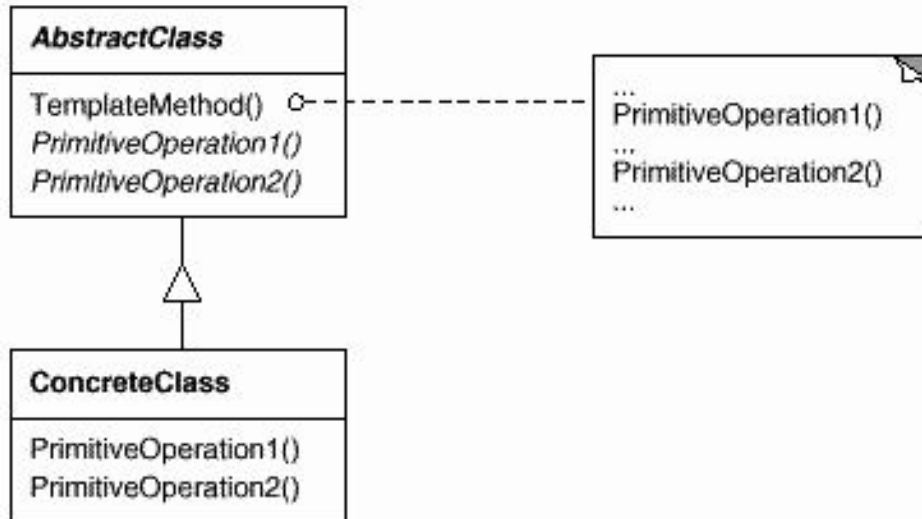 AbstractClass
TemplateMethod()
PrimitiveOperation1()
PrimitiveOperation2()
...
PrimitiveOperation1()
...
PrimitiveOperation2()
...
ConcreteClass
PrimitiveOperation1()
PrimitiveOperation2()